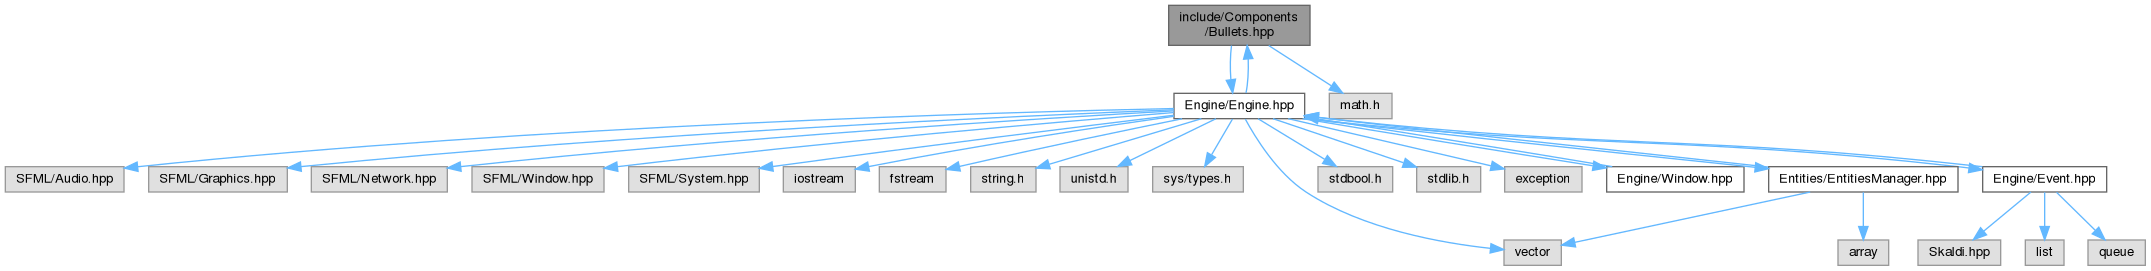 include/Components
/Bullets.hpp
Engine/Engine.hpp
math.h
SFML/Audio.hpp
SFML/Graphics.hpp
SFML/Network.hpp
SFML/Window.hpp
SFML/System.hpp
iostream
fstream
string.h
unistd.h
sys/types.h
stdbool.h
stdlib.h
exception
Engine/Window.hpp
Entities/EntitiesManager.hpp
Engine/Event.hpp
vector
array
Skaldi.hpp
list
queue